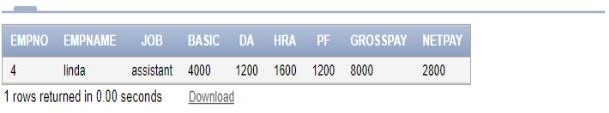 EMPNO EMPNAME JOB BASIC DA HRA PF GROSSPAY NETPAY
4 linda assistant 4000 1200 1600 1200 8000 2800
1 rows returned in 0.00 seconds Download